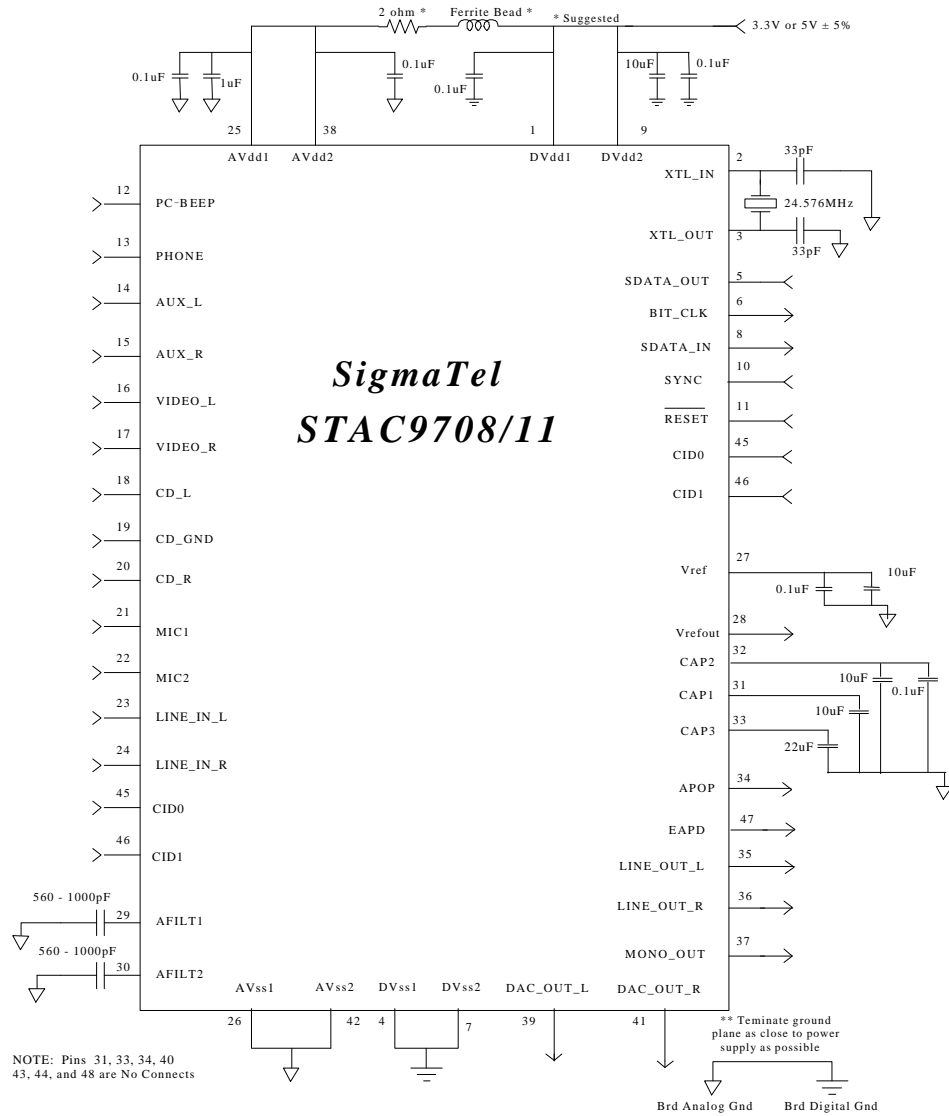 2 ohm *
Ferrite Bead *
* Suggested
3.3V or 5V ± 5%
0.1uF
1uF
0.1uF
0.1uF
10uF
0.1uF
25
38
1
9
AVdd1
AVdd2
DVdd1
DVdd2
2
XTL_IN
33pF
24.576MHz
XTL_OUT
3
33pF
12
PC-BEEP
13
PHONE
14
AUX_L
15
AUX_R
16
VIDEO_L
17
VIDEO_R
18
CD_L
19
CD_GND
20
CD_R
21
MIC1
22
MIC2
23
LINE_IN_L
24
LINE_IN_R
45
CID0
46
CID1
560 - 1000pF
29
AFILT1
560 - 1000pF
30
AFILT2
SigmaTel
STAC9708/11
SDATA_OUT
5
BIT_CLK
6
SDATA_IN
8
SYNC
10
RESET
11
CID0
45
CID1
46
Vref
27
0.1uF
10uF
Vrefout
28
CAP2
32
10uF
0.1uF
CAP1
31
10uF
CAP3
33
22uF
APOP
34
EAPD
47
LINE_OUT_L
35
LINE_OUT_R
36
MONO_OUT
37
AVss1
AVss2
DVss1
DVss2
DAC_OUT_L
DAC_OUT_R
26
42
4
7
39
41
NOTE: Pins 31, 33, 34, 40
43, 44, and 48 are No Connects
** Teminate ground
plane as close to power
supply as possible
Brd Analog Gnd
Brd Digital Gnd